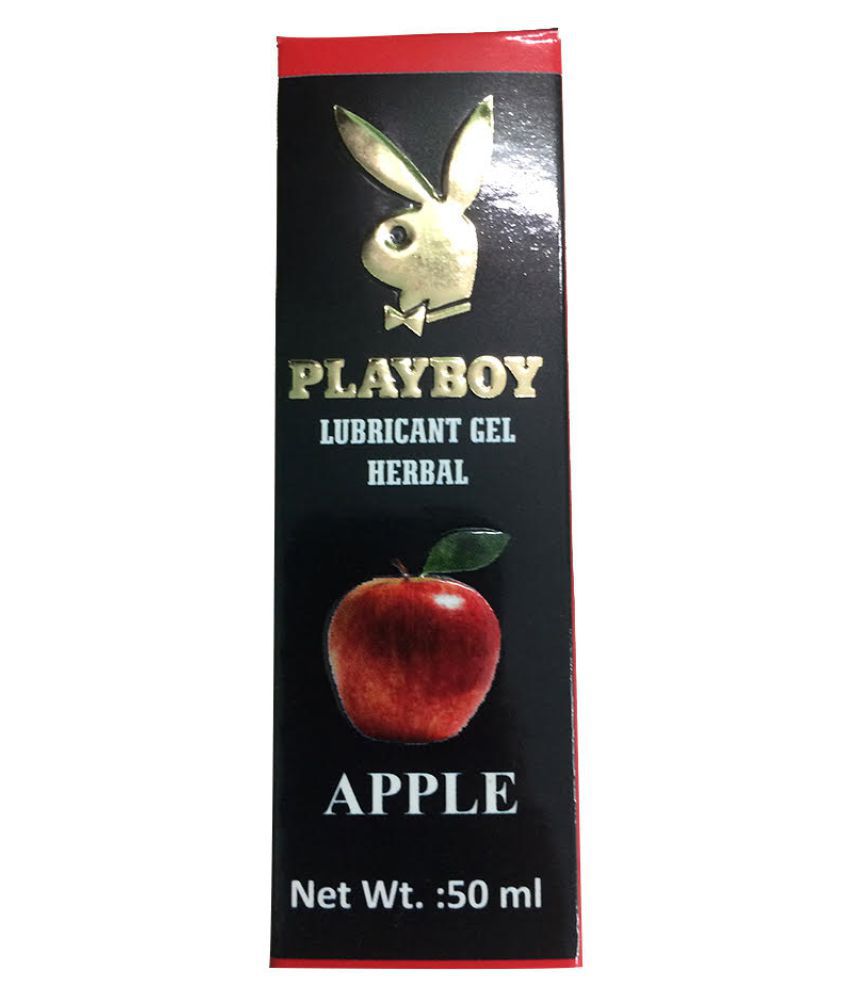 PLAYBOY
LUBRICANT GEL
HERBAL
APPLE
Net Wt. :50 ml